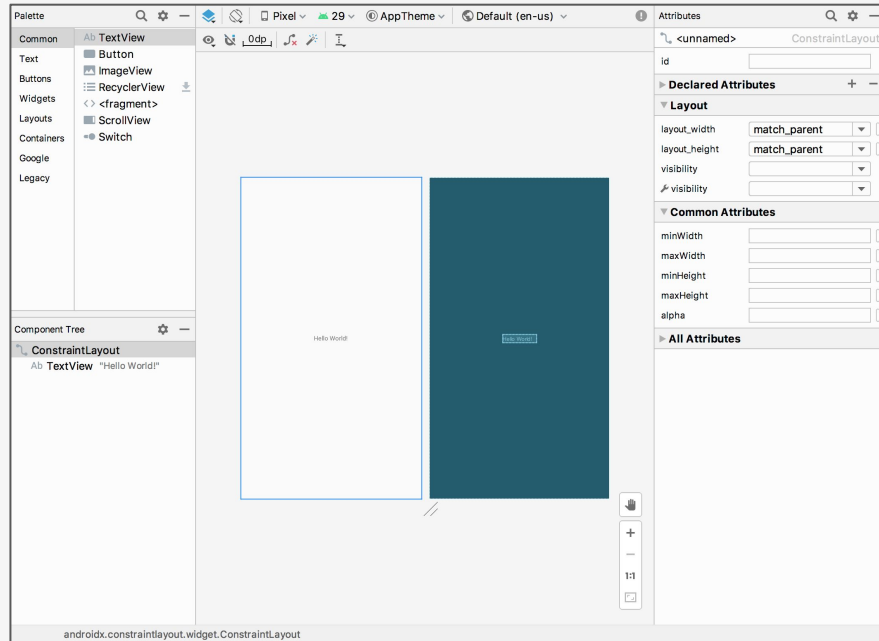 Palette
Pixel
29
AppTheme
Default (en-us)
Attributes
0dp
Common
Text
Buttons
Widgets
Layouts
Containers
Google
Legacy
Ab TextView
Button
ImageView
RecyclerView
<fragment>
ScrollView
Switch
<unnamed>
ConstraintLayout
id
Declared Attributes
Layout
layout_width match_parent
layout_height match_parent
visibility
visibility
Common Attributes
minWidth
maxWidth
minHeight
maxHeight
alpha
All Attributes
Hello World!
Hello World!
Component Tree
ConstraintLayout
Ab TextView "Hello World!"
1:1
androidx.constraintlayout.widget.ConstraintLayout